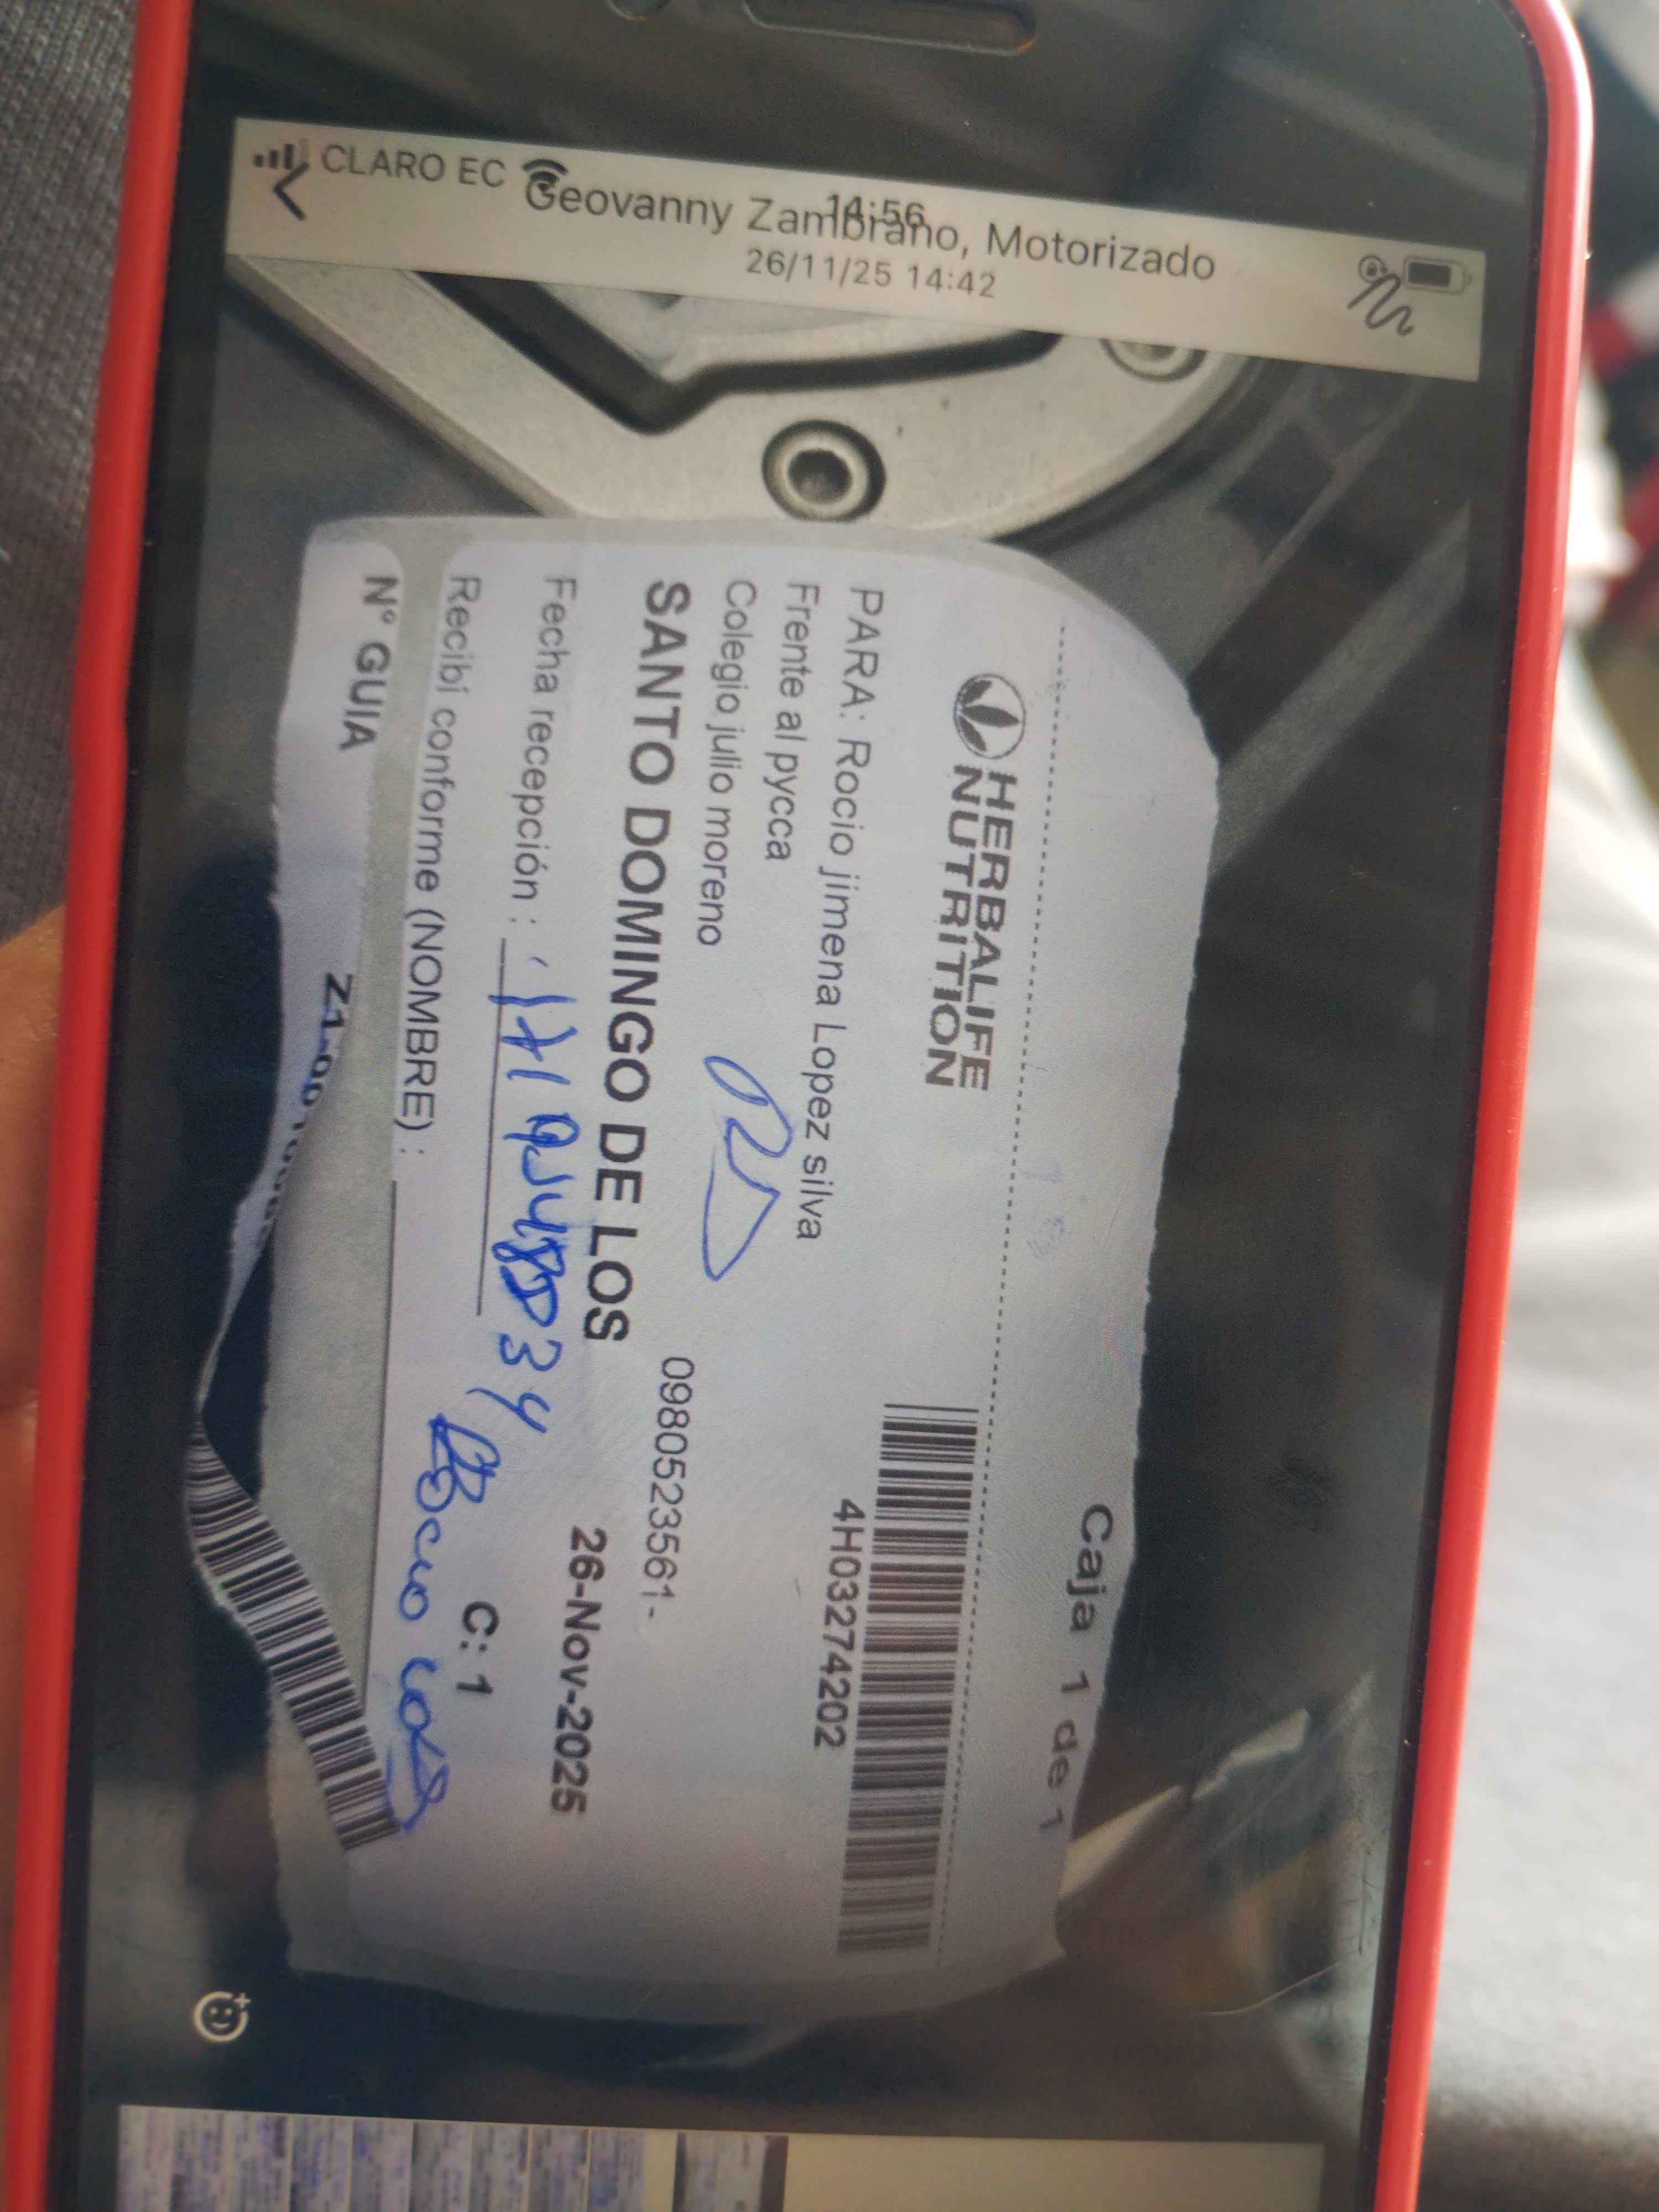 CLARO EC 14:56
Geovanny Zambrano, Motorizado
26/11/25 14:42
Caja 1 de 1
HERBALIFE
NUTRITION
4H03274202
PARA: Rocio jimena Lopez silva
Frente al pycca
Colegio julio moreno
0980523561-
SANTO DOMINGO DE LOS
26-Nov-2025
Fecha recepción :
C: 1
Recibí conforme (NOMBRE) :
Nº GUIA